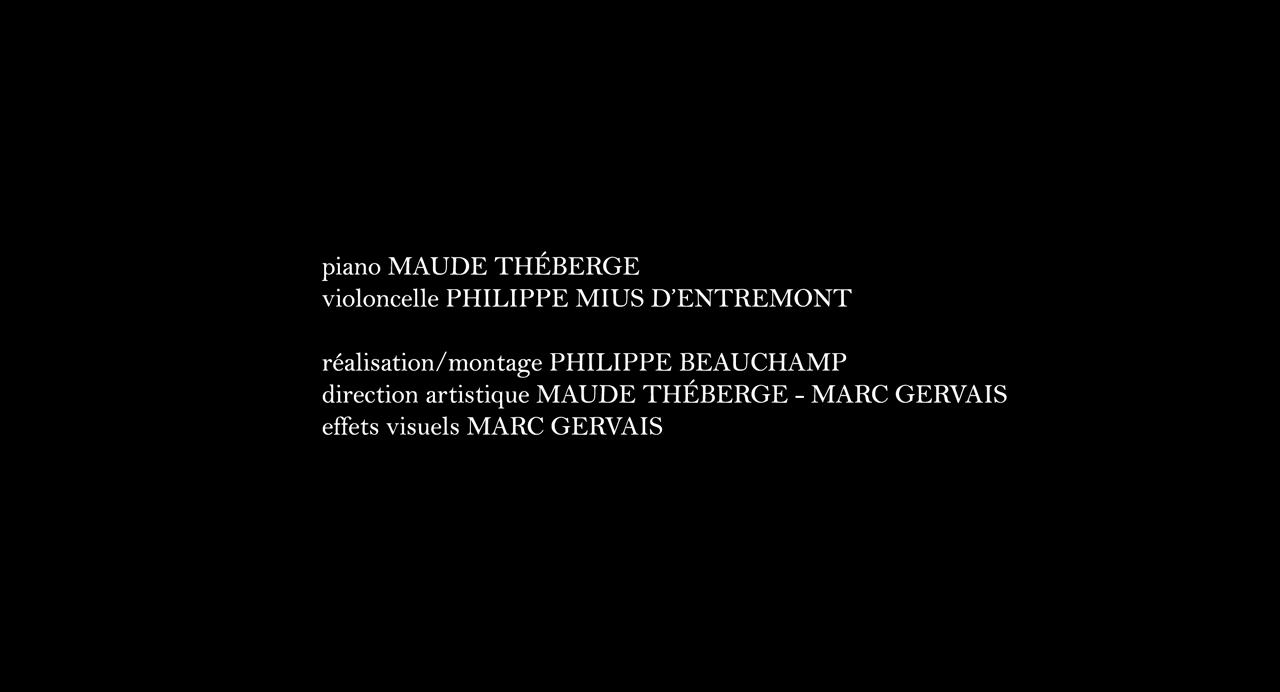 piano MAUDE THÉBERGE
violoncelle PHILIPPE MIUS D’ENTREMONT
réalisation/montage PHILIPPE BEAUCHAMP
direction artistique MAUDE THÉBERGE - MARC GERVAIS
effets visuels MARC GERVAIS